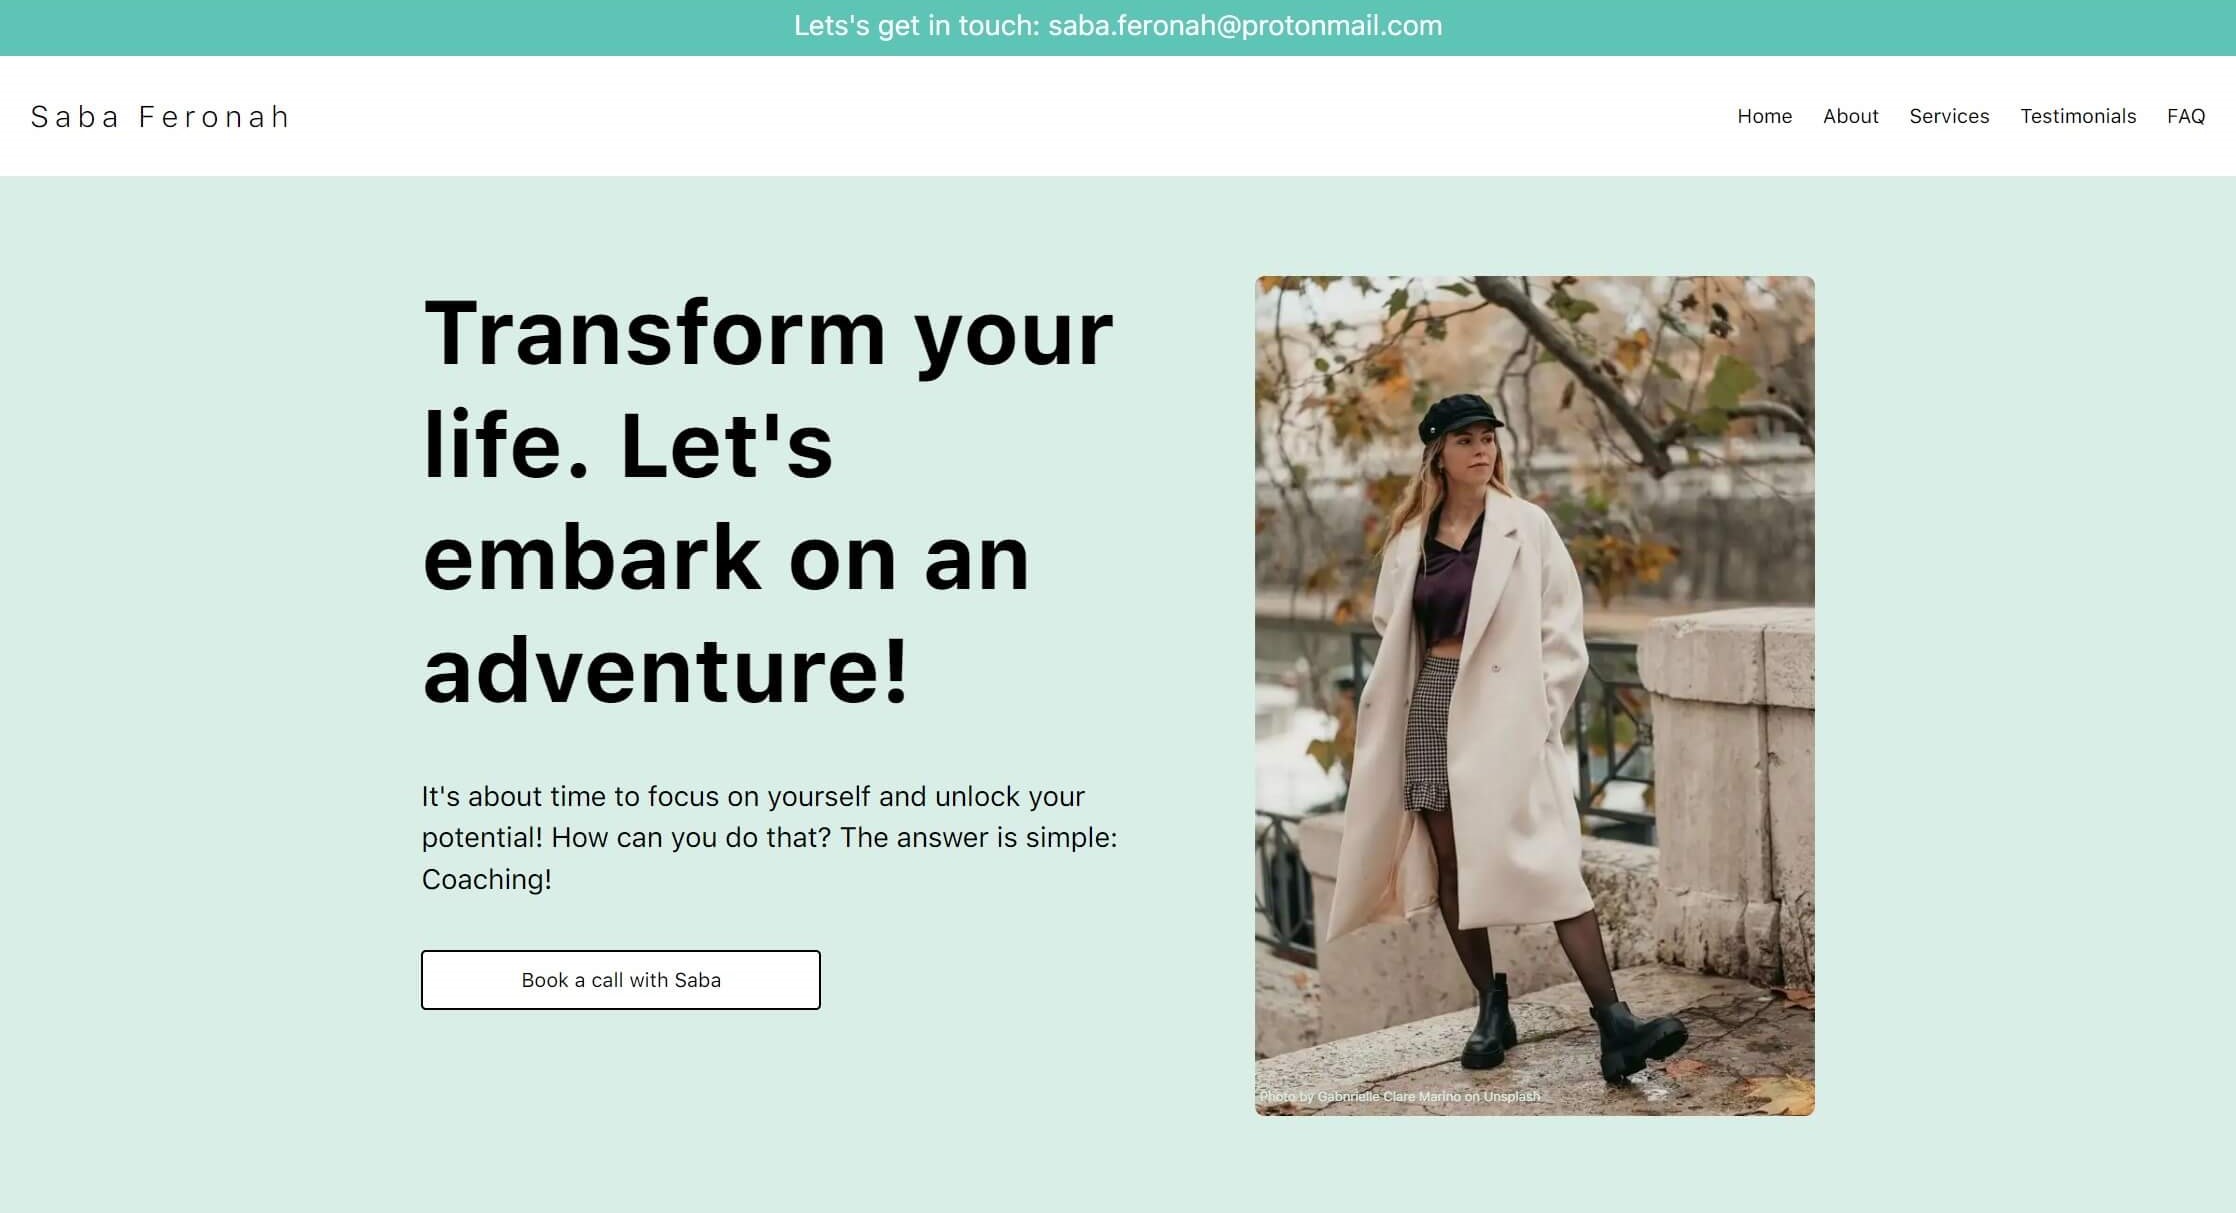 Lets's get in touch: saba.feronah@protonmail.com
Saba Feronah
Home About Services Testimonials FAQ
Transform your
life. Let's
embark on an
adventure!
It's about time to focus on yourself and unlock your
potential! How can you do that? The answer is simple:
Coaching!
Book a call with Saba
Photo by Gabnrielle Clare Marino on Unsplash